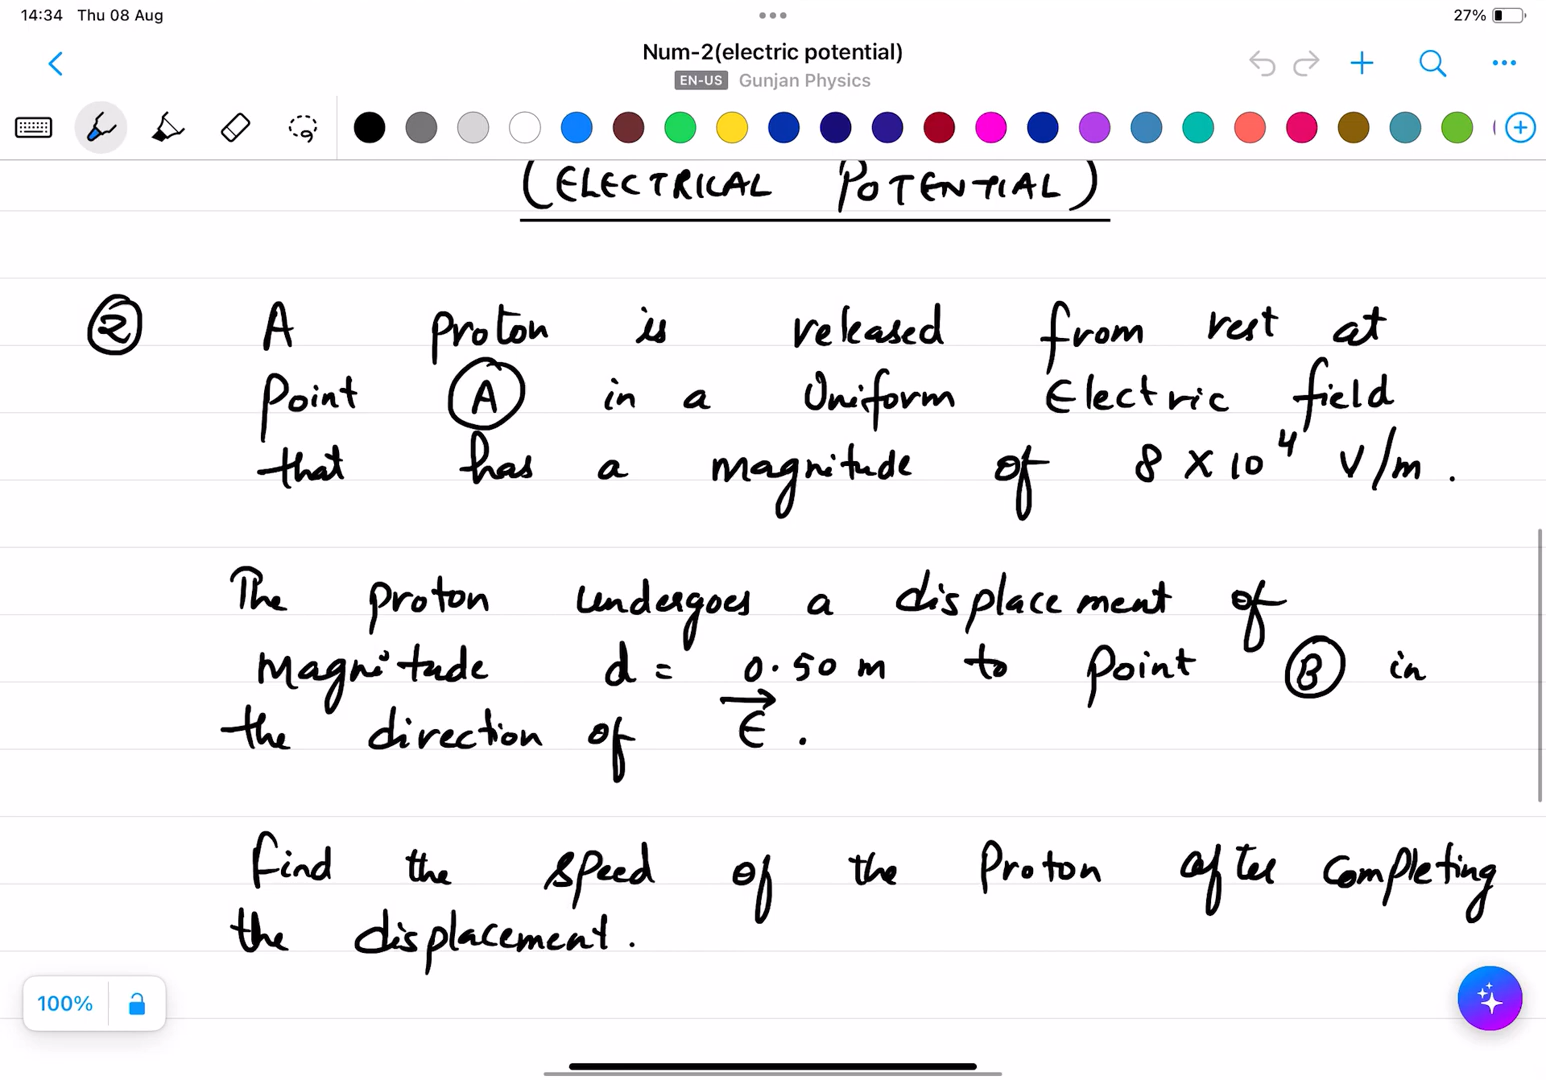 14:34 Thu 08 Aug
27%
Num-2(electric potential)
EN-US Gunjan Physics
(ELECTRICAL POTENTIAL)
2 A proton is released from rest at
point A in a Uniform Electric field
that has a magnitude of 8 × 10⁴ V/m.
The proton undergoes a displacement of
magnitude d = 0.50 m to point B in
the direction of E⃗.
Find the speed of the Proton after completing
the displacement.
100%